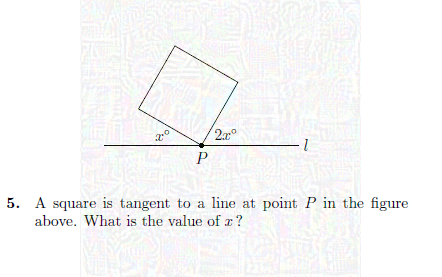 x° 2x°
l
P
5. A square is tangent to a line at point P in the figure
above. What is the value of x?